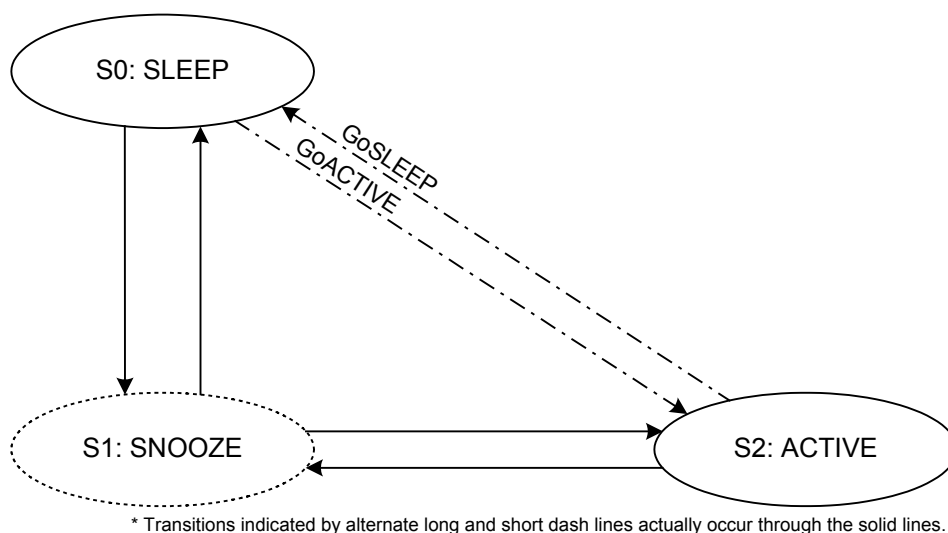 S0: SLEEP
GoSLEEP
GoACTIVE
S1: SNOOZE
S2: ACTIVE
* Transitions indicated by alternate long and short dash lines actually occur through the solid lines.